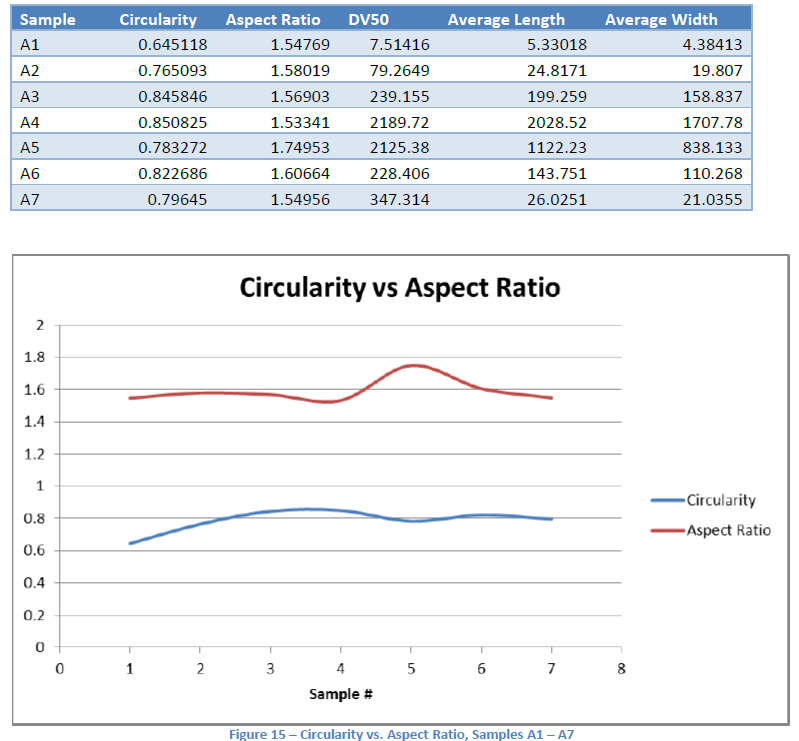 Sample Circularity Aspect Ratio DV50 Average Length Average Width
A1 0.645118 1.54769 7.51416 5.33018 4.38413
A2 0.765093 1.58019 79.2649 24.8171 19.807
A3 0.845846 1.56903 239.155 199.259 158.837
A4 0.850825 1.53341 2189.72 2028.52 1707.78
A5 0.783272 1.74953 2125.38 1122.23 838.133
A6 0.822686 1.60664 228.406 143.751 110.268
A7 0.79645 1.54956 347.314 26.0251 21.0355
Circularity vs Aspect Ratio
2
1.8
1.6
1.4
1.2
1
0.8
0.6
0.4
0.2
0
0 1 2 3 4 5 6 7 8
Sample #
Circularity
Aspect Ratio
Figure 15 – Circularity vs. Aspect Ratio, Samples A1 – A7